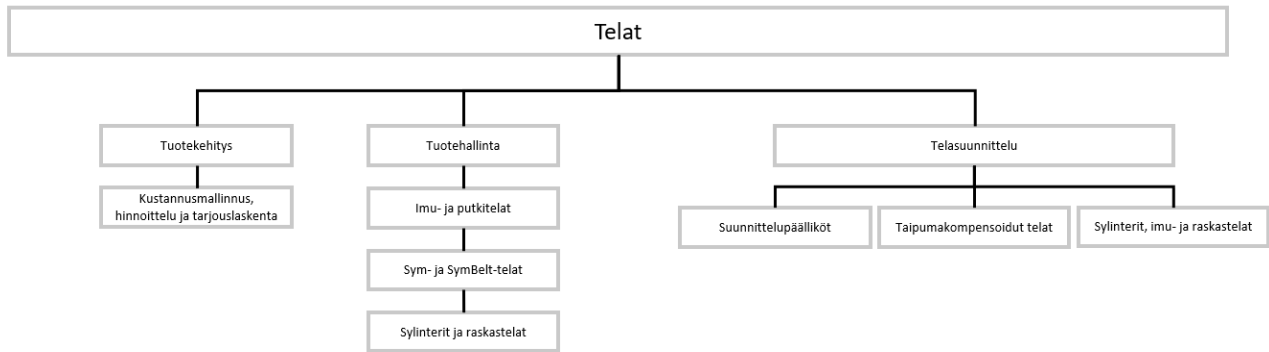 Telat
Tuotekehitys
Kustannusmallinnus,
hinnoittelu ja tarjouslaskenta
Tuotehallinta
Imu- ja putkitelat
Sym- ja SymBelt-telat
Sylinterit ja raskastelat
Telasuunnittelu
Suunnittelupäälliköt
Taipumakompensoidut telat
Sylinterit, imu- ja raskastelat